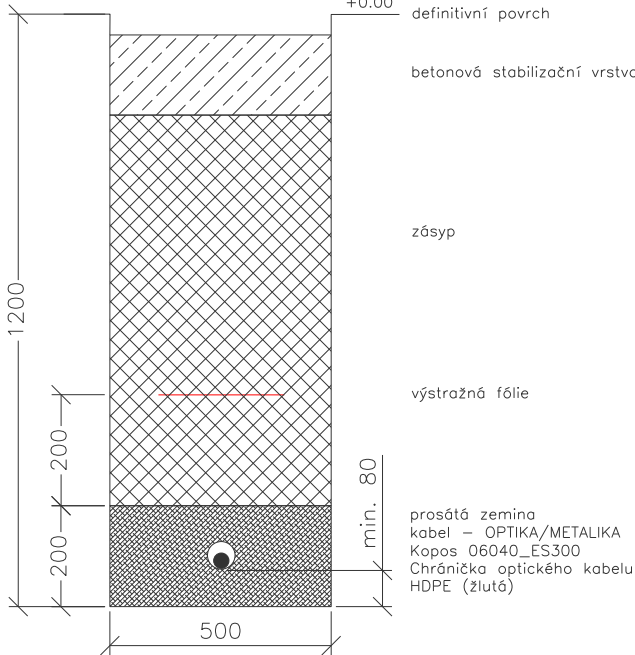 +0.00
definitivní povrch
betonová stabilizační vrstva
zásyp
1200
výstražná fólie
200
min. 80
prosátá zemina
kabel – OPTIKA/METALIKA
Kopos 06040_ES300
Chránička optického kabelu
HDPE (žlutá)
200
500